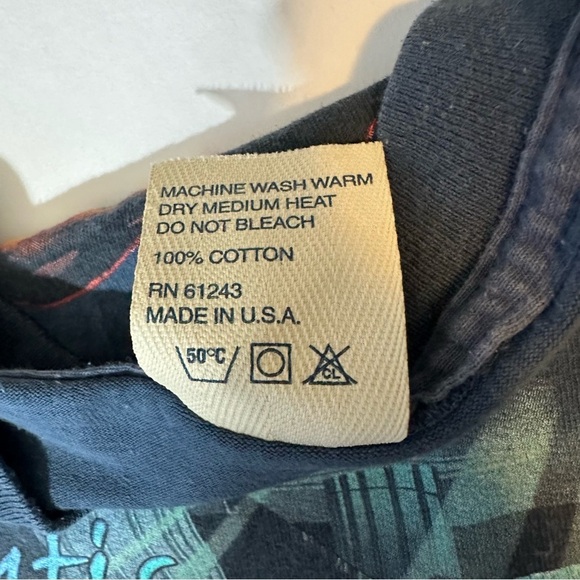 MACHINE WASH WARM
DRY MEDIUM HEAT
DO NOT BLEACH
100% COTTON
RN 61243
MADE IN U.S.A.
50°C
CL